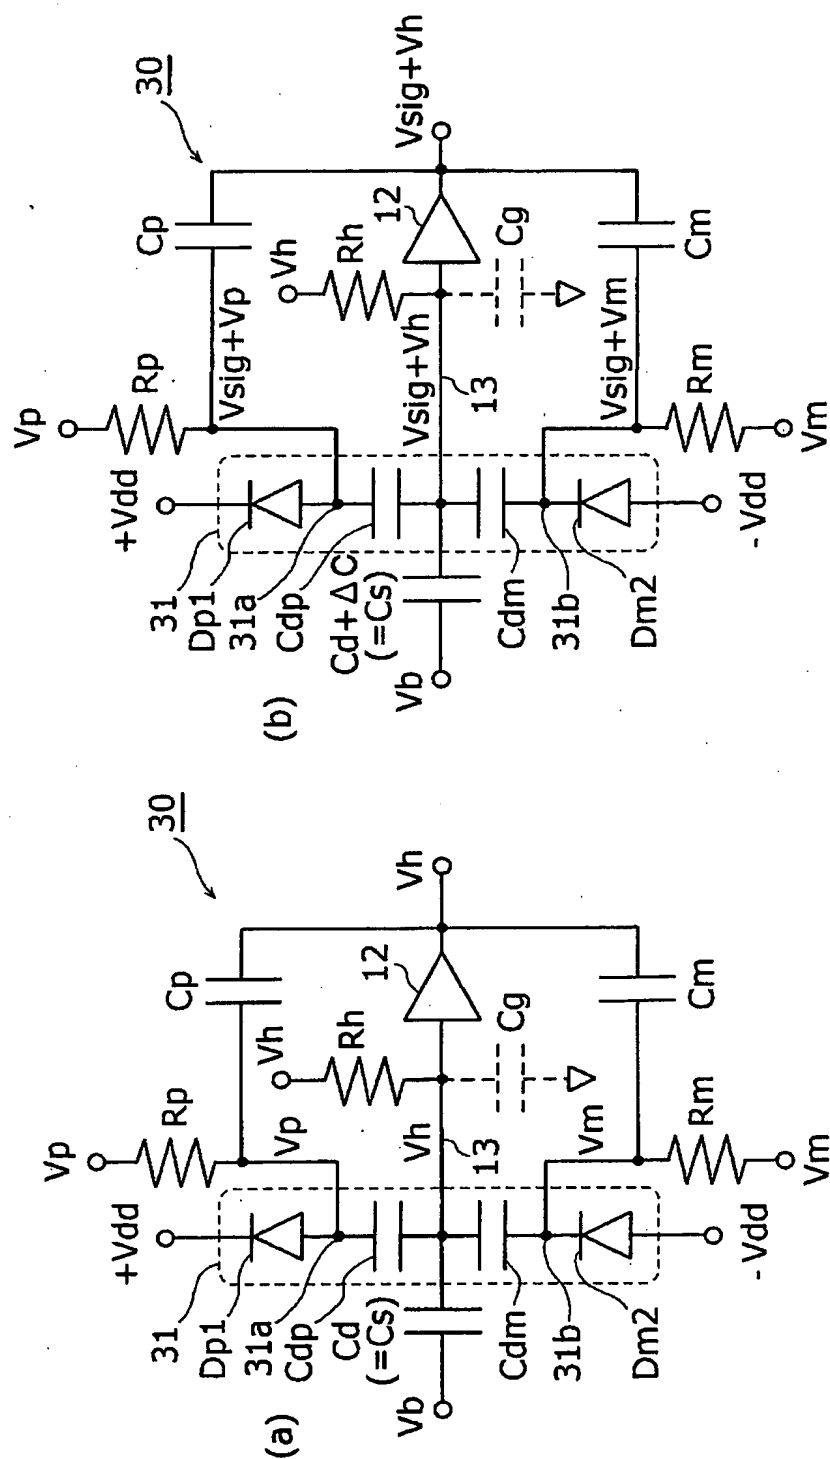 (a)
30
Vp
Rp
+Vdd
31
Dp1
31a
Cdp
Cd
(=Cs)
Vb
Cdm
31b
Dm2
-Vdd
Vp
Cp
Vh
Rh
Vh
13
12
Vh
Cg
Vm
Cm
Rm
Vm
(b)
30
Vp
Rp
+Vdd
31
Dp1
31a
Cdp
Cd+ΔC
(=Cs)
Vb
Cdm
31b
Dm2
-Vdd
Vsig+Vp
Cp
Vh
Rh
Vsig+Vh
13
12
Vsig+Vh
Cg
Vsig+Vm
Cm
Rm
Vm